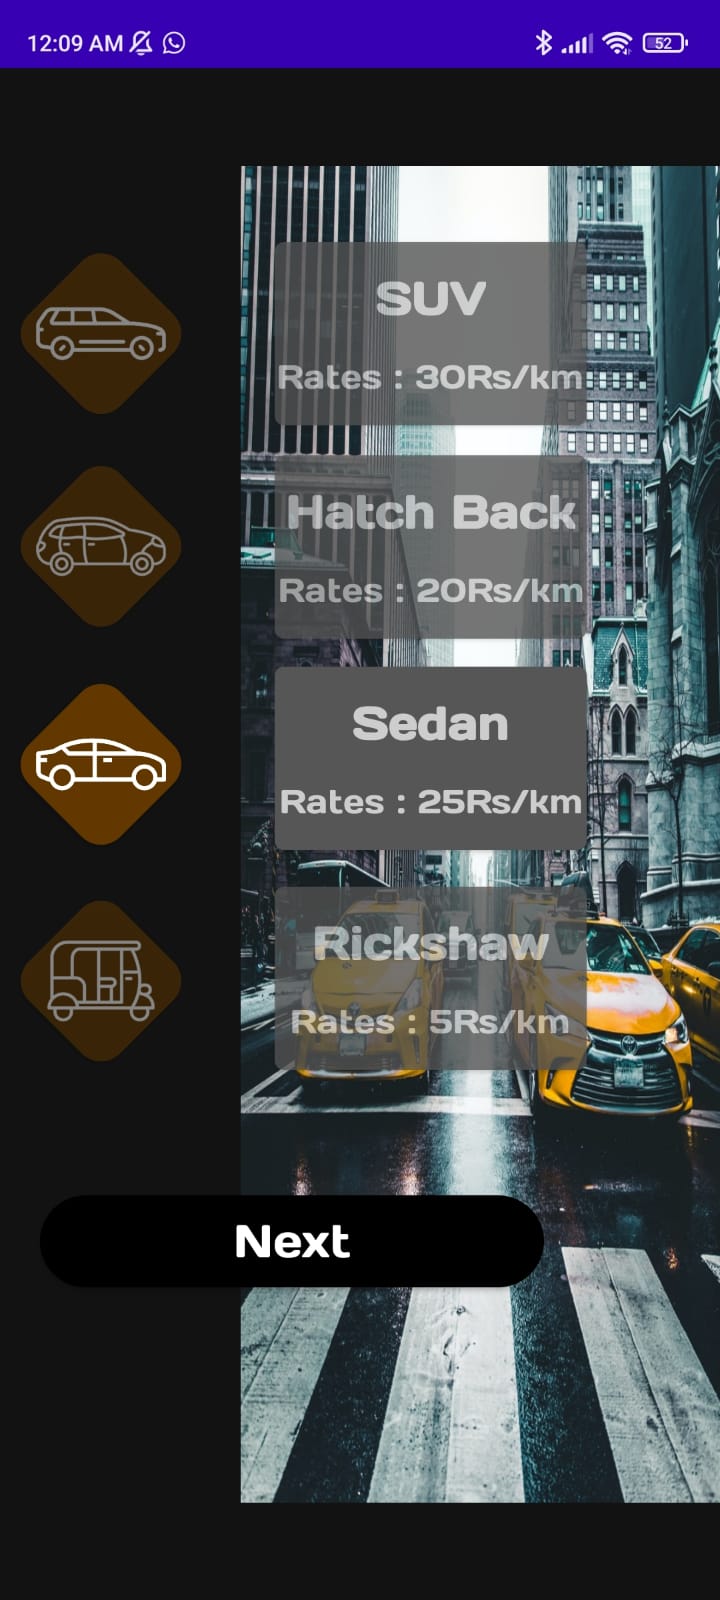 12:09 AM
52
SUV
Rates : 30Rs/km
Hatch Back
Rates : 20Rs/km
Sedan
Rates : 25Rs/km
Rickshaw
Rates : 5Rs/km
Next